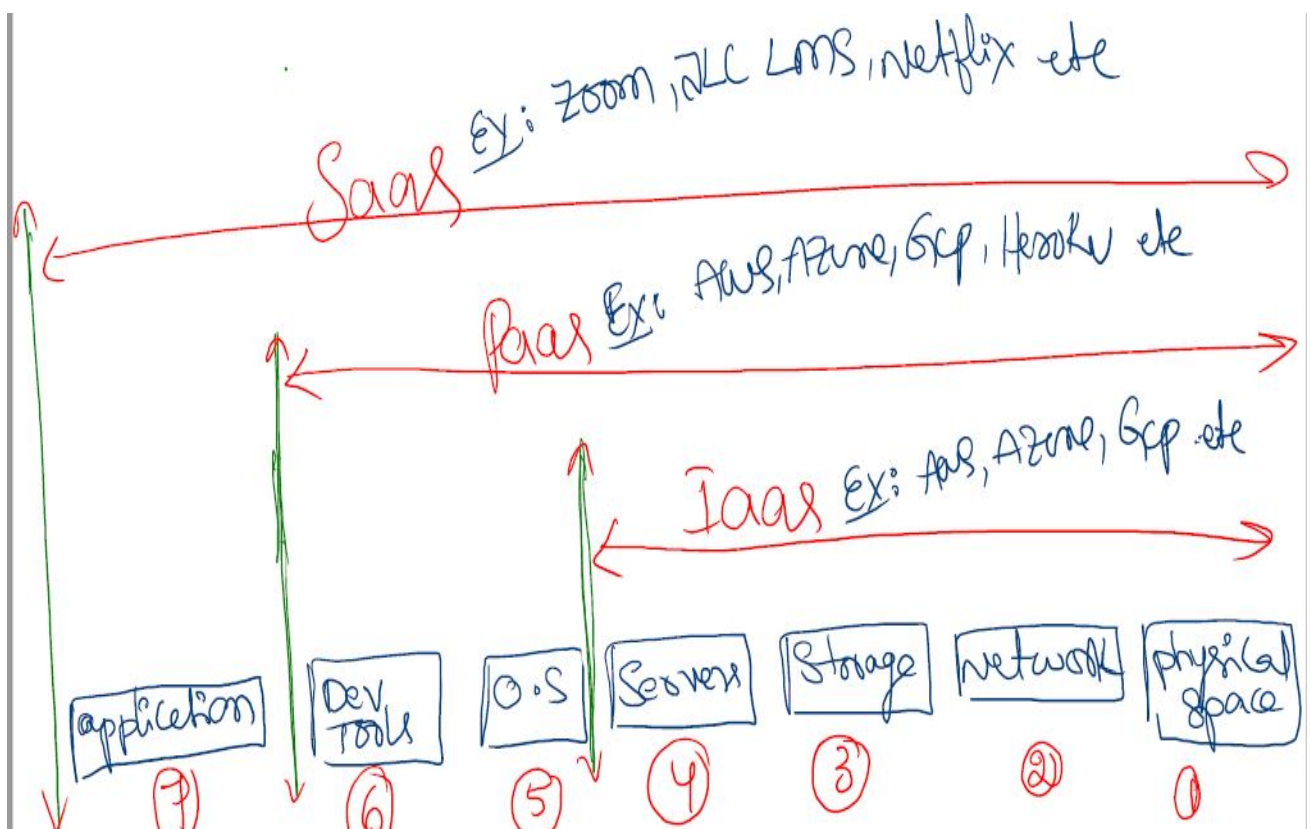 Ex: Zoom, JLC LMS, Netflix etc
Saas
Paas Ex: AWS, Azure, Gcp, Heroku etc
Iaas Ex: AWS, Azure, Gcp etc
application
Dev
Tools
O.S
Servers
Storage
Network
physical
space
7
6
5
4
3
2
1